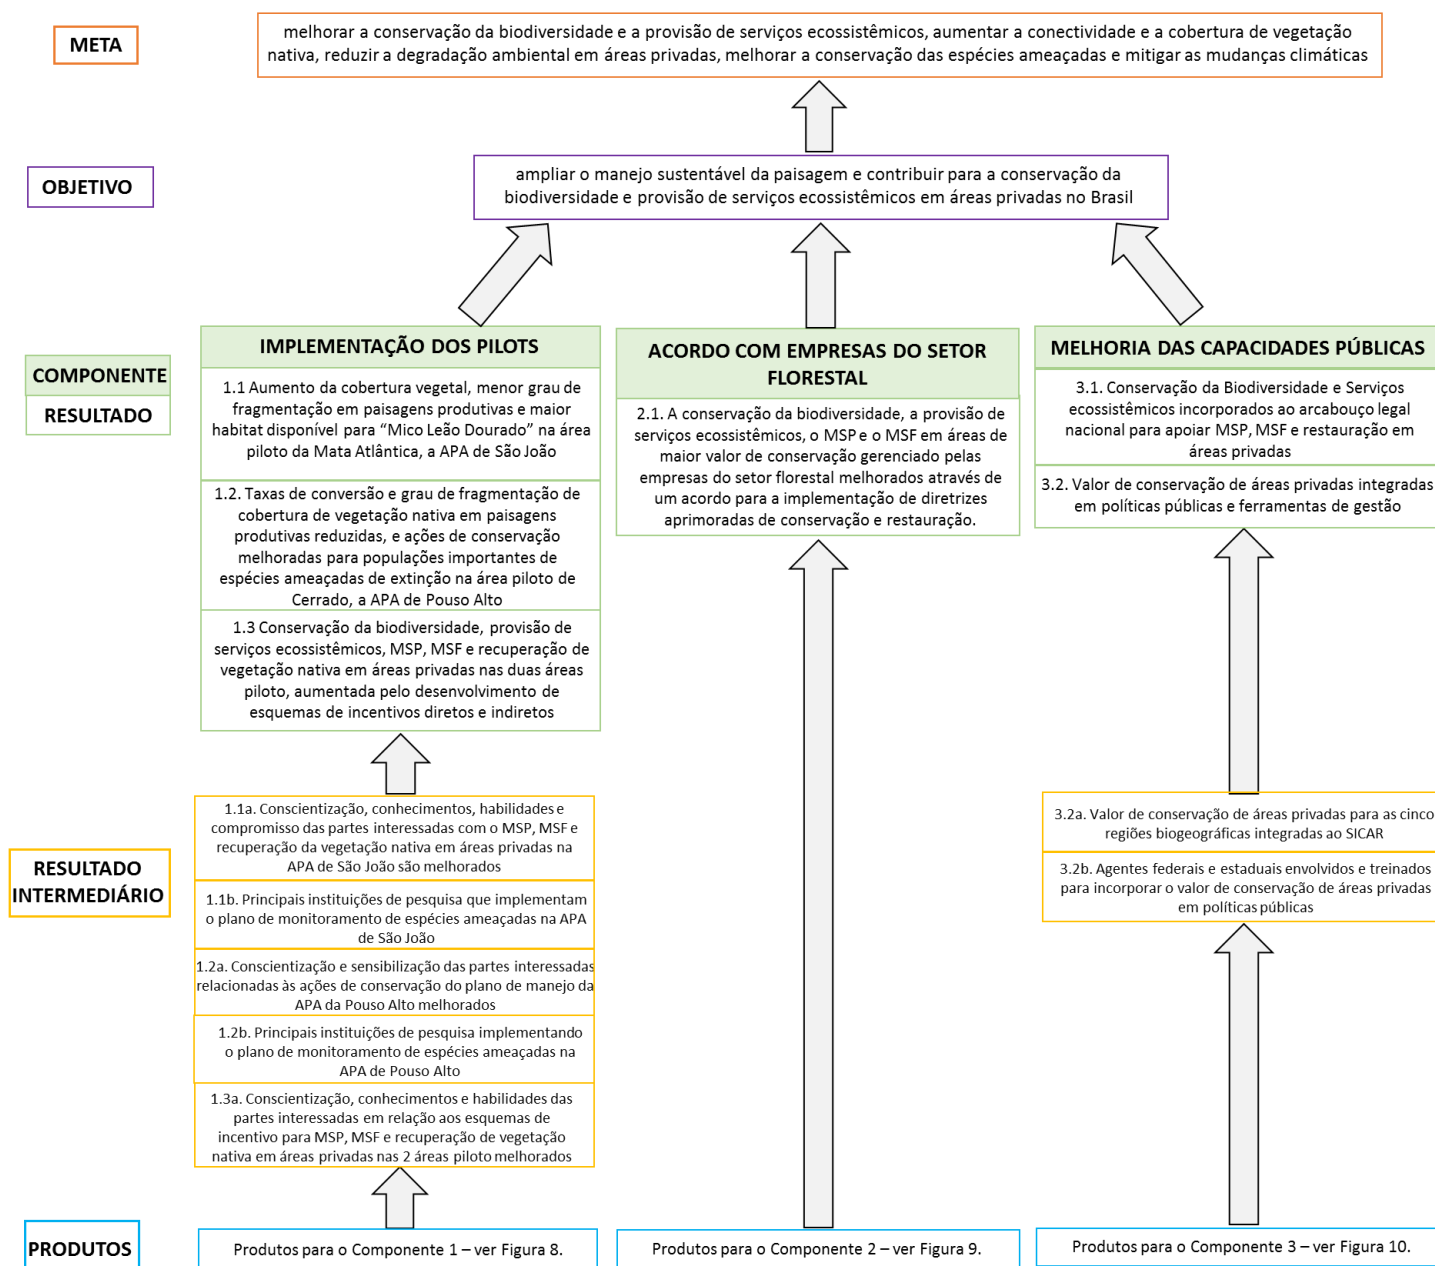 META
melhorar a conservação da biodiversidade e a provisão de serviços ecossistêmicos, aumentar a conectividade e a cobertura de vegetação
nativa, reduzir a degradação ambiental em áreas privadas, melhorar a conservação das espécies ameaçadas e mitigar as mudanças climáticas
OBJETIVO
ampliar o manejo sustentável da paisagem e contribuir para a conservação da
biodiversidade e provisão de serviços ecossistêmicos em áreas privadas no Brasil
COMPONENTE
RESULTADO
IMPLEMENTAÇÃO DOS PILOTS
1.1 Aumento da cobertura vegetal, menor grau de
fragmentação em paisagens produtivas e maior
habitat disponível para “Mico Leão Dourado” na área
piloto da Mata Atlântica, a APA de São João
1.2. Taxas de conversão e grau de fragmentação de
cobertura de vegetação nativa em paisagens
produtivas reduzidas, e ações de conservação
melhoradas para populações importantes de
espécies ameaçadas de extinção na área piloto de
Cerrado, a APA de Pouso Alto
1.3 Conservação da biodiversidade, provisão de
serviços ecossistêmicos, MSP, MSF e recuperação de
vegetação nativa em áreas privadas nas duas áreas
piloto, aumentada pelo desenvolvimento de
esquemas de incentivos diretos e indiretos
ACORDO COM EMPRESAS DO SETOR
FLORESTAL
2.1. A conservação da biodiversidade, a provisão de
serviços ecossistêmicos, o MSP e o MSF em áreas de
maior valor de conservação gerenciado pelas
empresas do setor florestal melhorados através de
um acordo para a implementação de diretrizes
aprimoradas de conservação e restauração.
MELHORIA DAS CAPACIDADES PÚBLICAS
3.1. Conservação da Biodiversidade e Serviços
ecossistêmicos incorporados ao arcabouço legal
nacional para apoiar MSP, MSF e restauração em
áreas privadas
3.2. Valor de conservação de áreas privadas integradas
em políticas públicas e ferramentas de gestão
RESULTADO
INTERMEDIÁRIO
1.1a. Conscientização, conhecimentos, habilidades e
compromisso das partes interessadas com o MSP, MSF e
recuperação da vegetação nativa em áreas privadas na
APA de São João são melhorados
1.1b. Principais instituições de pesquisa que implementam
o plano de monitoramento de espécies ameaçadas na APA
de São João
1.2a. Conscientização e sensibilização das partes interessadas
relacionadas às ações de conservação do plano de manejo da
APA da Pouso Alto melhorados
1.2b. Principais instituições de pesquisa implementando
o plano de monitoramento de espécies ameaçadas na
APA de Pouso Alto
1.3a. Conscientização, conhecimentos e habilidades das
partes interessadas em relação aos esquemas de
incentivo para MSP, MSF e recuperação de vegetação
nativa em áreas privadas nas 2 áreas piloto melhorados
3.2a. Valor de conservação de áreas privadas para as cinco
regiões biogeográficas integradas ao SICAR
3.2b. Agentes federais e estaduais envolvidos e treinados
para incorporar o valor de conservação de áreas privadas
em políticas públicas
PRODUTOS
Produtos para o Componente 1 – ver Figura 8.
Produtos para o Componente 2 – ver Figura 9.
Produtos para o Componente 3 – ver Figura 10.